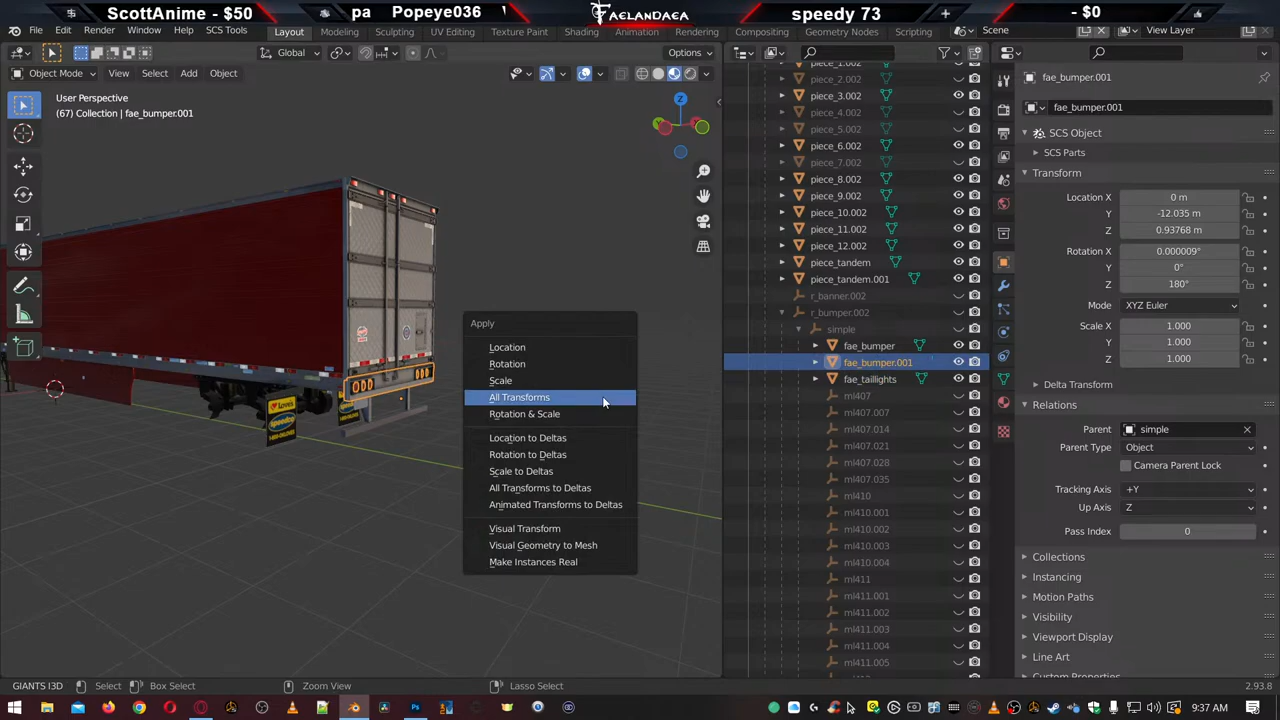 ScottAnime - $50
pa Popeye036
FAELANDAEA
speedy 73
- $0
File Edit Render Window Help SCS Tools
Layout Modeling Sculpting UV Editing Texture Paint Shading Animation Rendering Compositing Geometry Nodes Scripting
Scene
View Layer
Global
Options
Object Mode View Select Add Object
User Perspective
(67) Collection | fae_bumper.001
Z
Apply
Location
Rotation
Scale
All Transforms
Rotation & Scale
Location to Deltas
Rotation to Deltas
Scale to Deltas
All Transforms to Deltas
Animated Transforms to Deltas
Visual Transform
Visual Geometry to Mesh
Make Instances Real
Love's
speedco
piece_1.002
piece_2.002
piece_3.002
piece_4.002
piece_5.002
piece_6.002
piece_7.002
piece_8.002
piece_9.002
piece_10.002
piece_11.002
piece_12.002
piece_tandem
piece_tandem.001
r_banner.002
r_bumper.002
simple
fae_bumper
fae_bumper.001
fae_taillights
ml407
ml407.007
ml407.014
ml407.021
ml407.028
ml407.035
ml410
ml410.001
ml410.002
ml410.003
ml410.004
ml411
ml411.001
ml411.002
ml411.003
ml411.004
ml411.005
fae_bumper.001
fae_bumper.001
SCS Object
SCS Parts
Transform
Location X 0 m
Y -12.035 m
Z 0.93768 m
Rotation X 0.000009°
Y 0°
Z 180°
Mode XYZ Euler
Scale X 1.000
Y 1.000
Z 1.000
Delta Transform
Relations
Parent simple
Parent Type Object
Camera Parent Lock
Tracking Axis +Y
Up Axis Z
Pass Index 0
Collections
Instancing
Motion Paths
Visibility
Viewport Display
Line Art
Custom Properties
GIANTS I3D Select Box Select Zoom View Lasso Select 2.93.8
9:37 AM